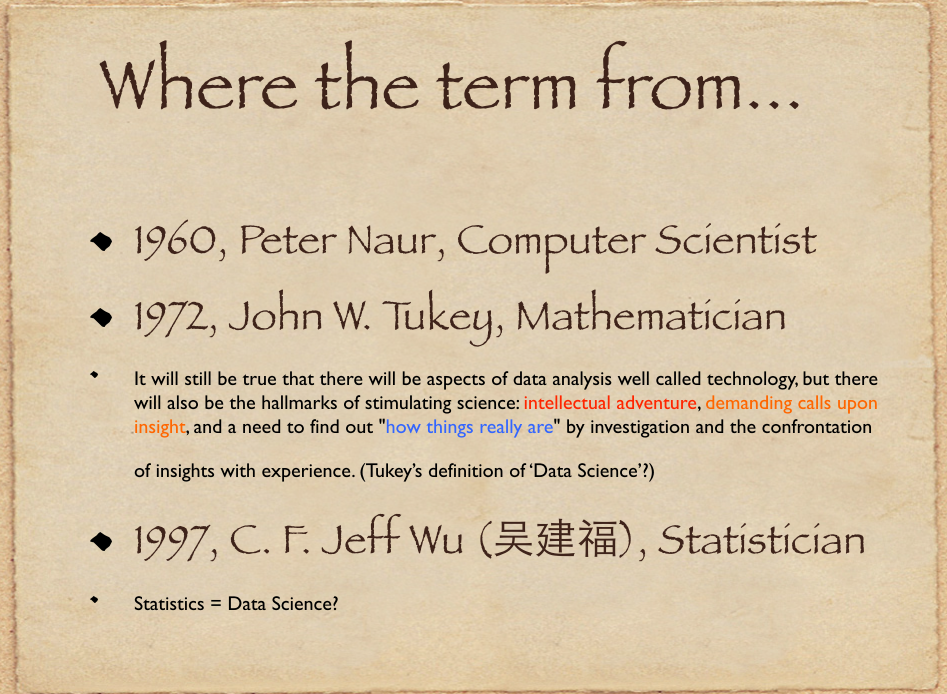 Where the term from...
1960, Peter Naur, Computer Scientist
1972, John W. Tukey, Mathematician
It will still be true that there will be aspects of data analysis well called technology, but there
will also be the hallmarks of stimulating science: intellectual adventure, demanding calls upon
insight, and a need to find out "how things really are" by investigation and the confrontation
of insights with experience. (Tukey’s definition of ‘Data Science’?)
1997, C. F. Jeff Wu (吴建福), Statistician
Statistics = Data Science?